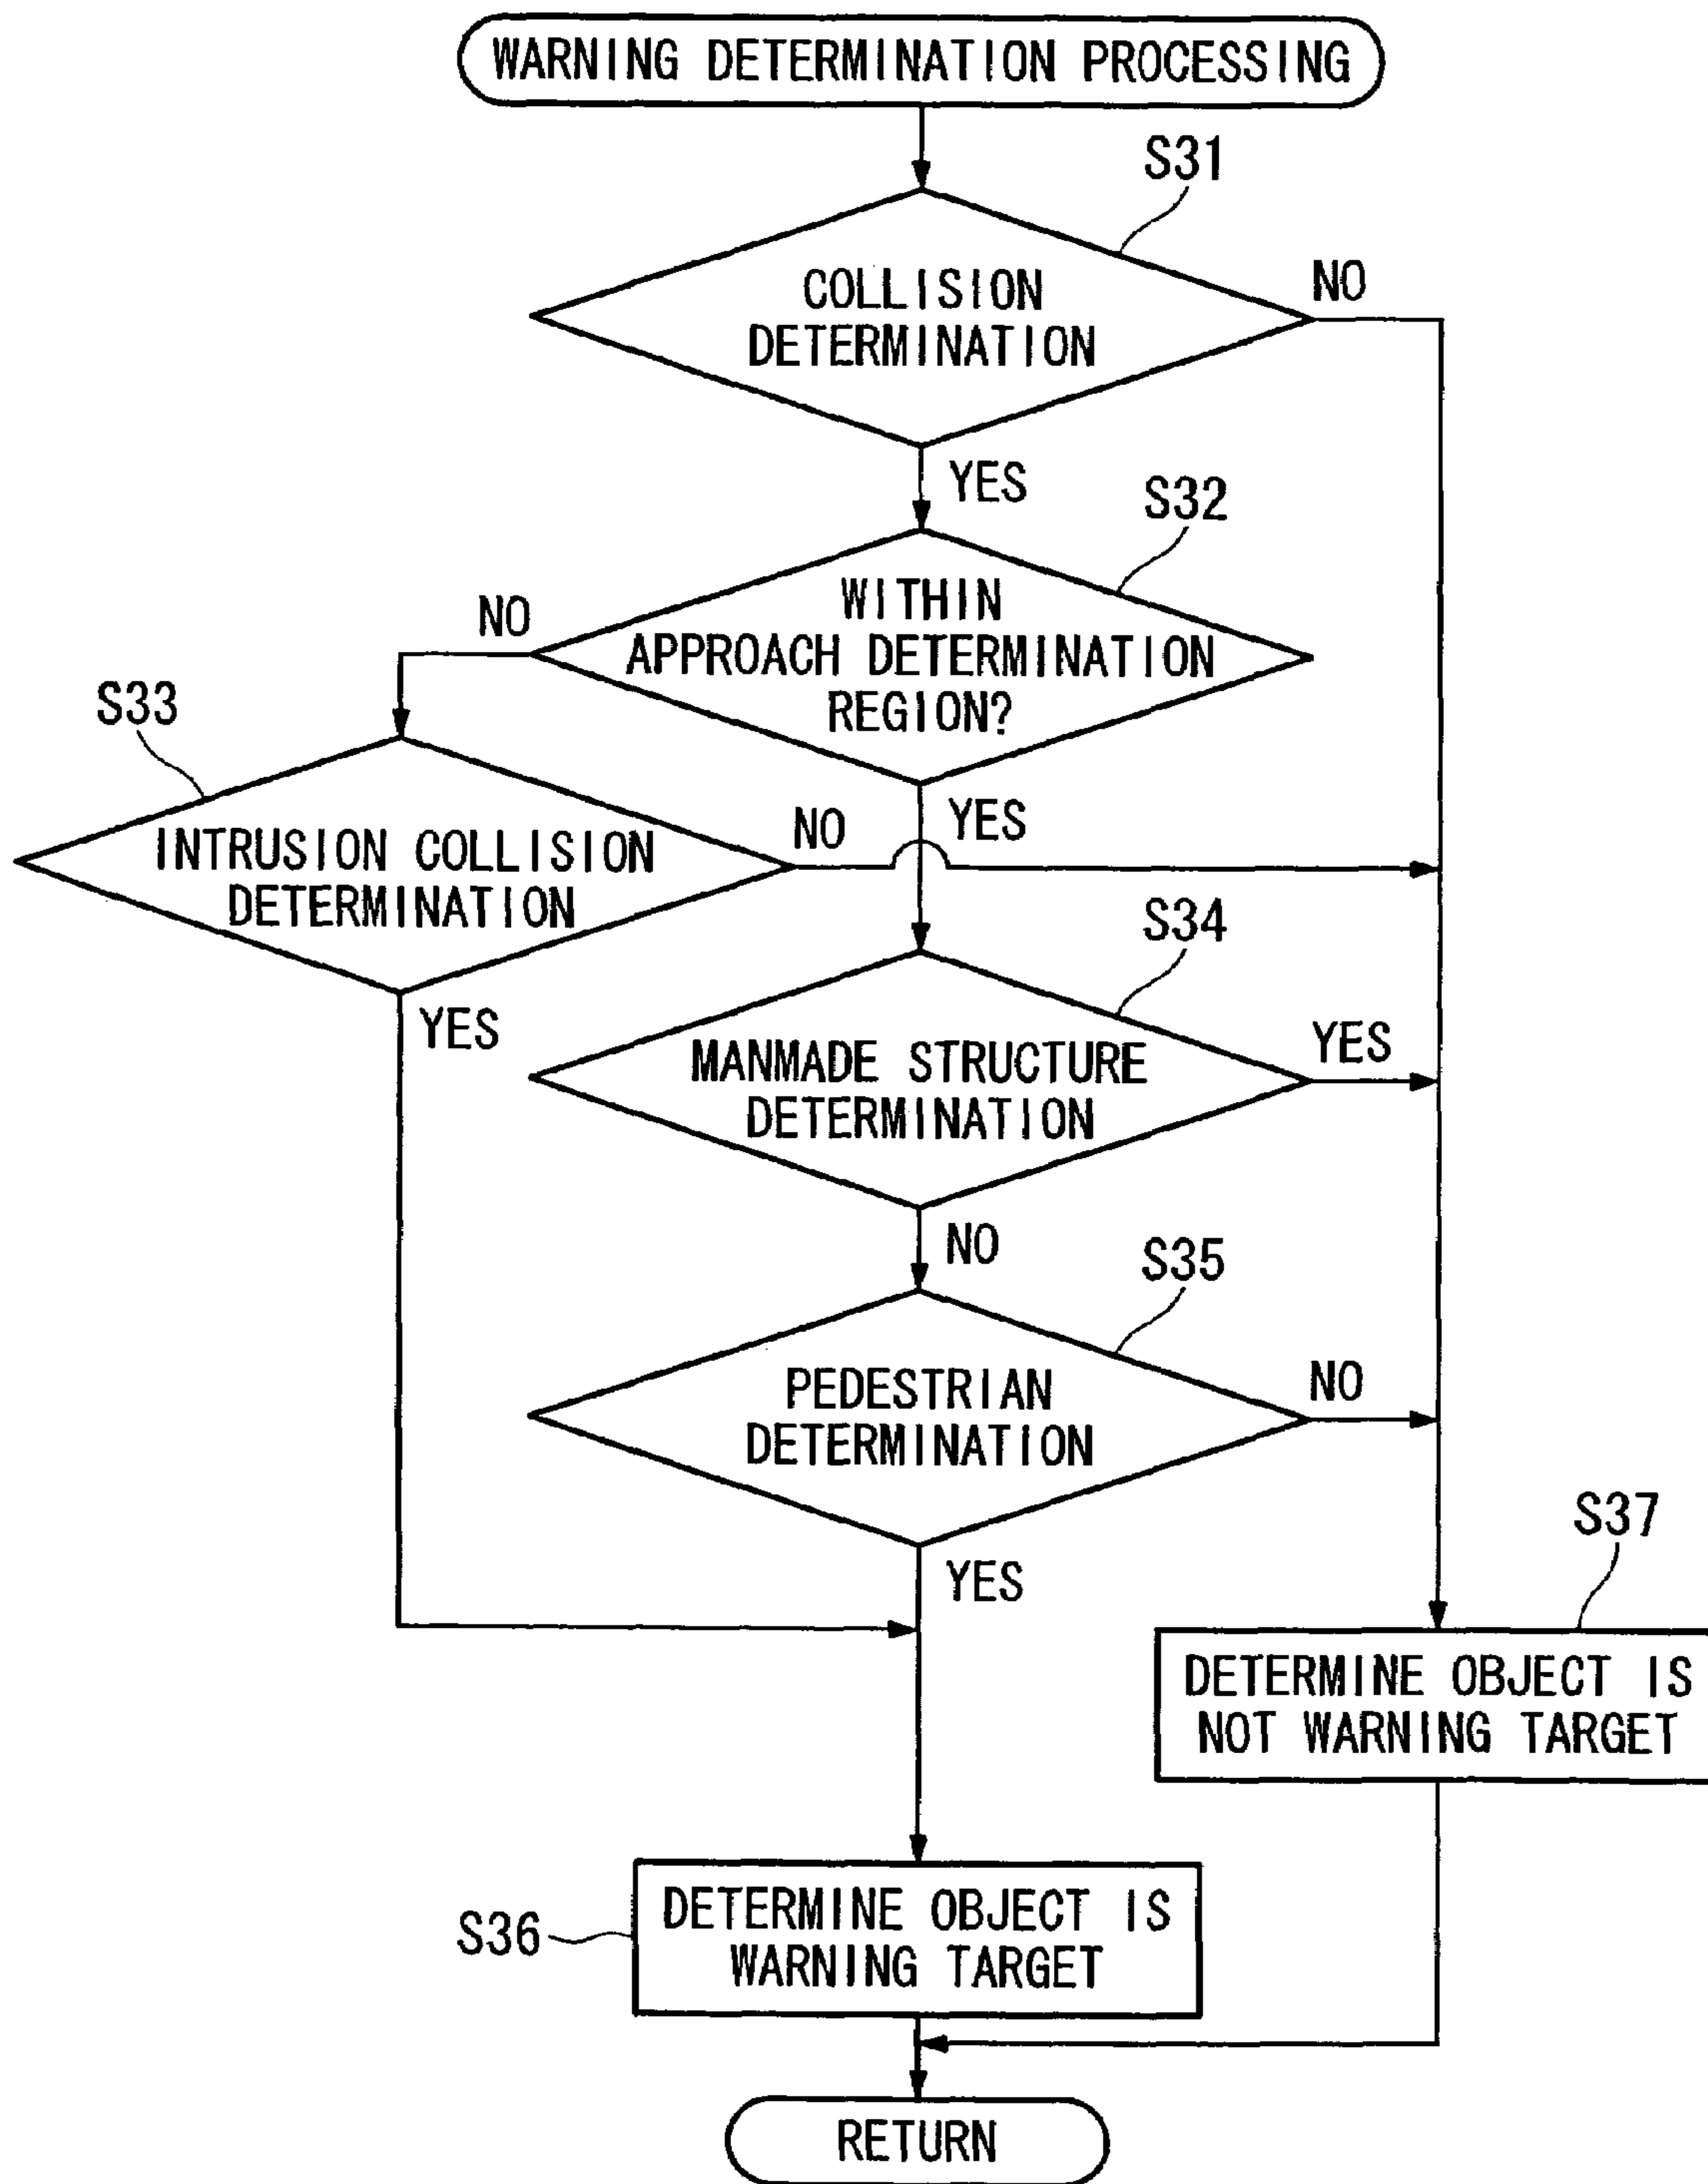 WARNING DETERMINATION PROCESSING
S31
COLLISION
DETERMINATION
NO
YES
S32
WITHIN
APPROACH DETERMINATION
REGION?
NO
YES
S33
INTRUSION COLLISION
DETERMINATION
NO
YES
S34
MANMADE STRUCTURE
DETERMINATION
YES
NO
S35
PEDESTRIAN
DETERMINATION
NO
YES
S37
DETERMINE OBJECT IS
NOT WARNING TARGET
S36
DETERMINE OBJECT IS
WARNING TARGET
RETURN